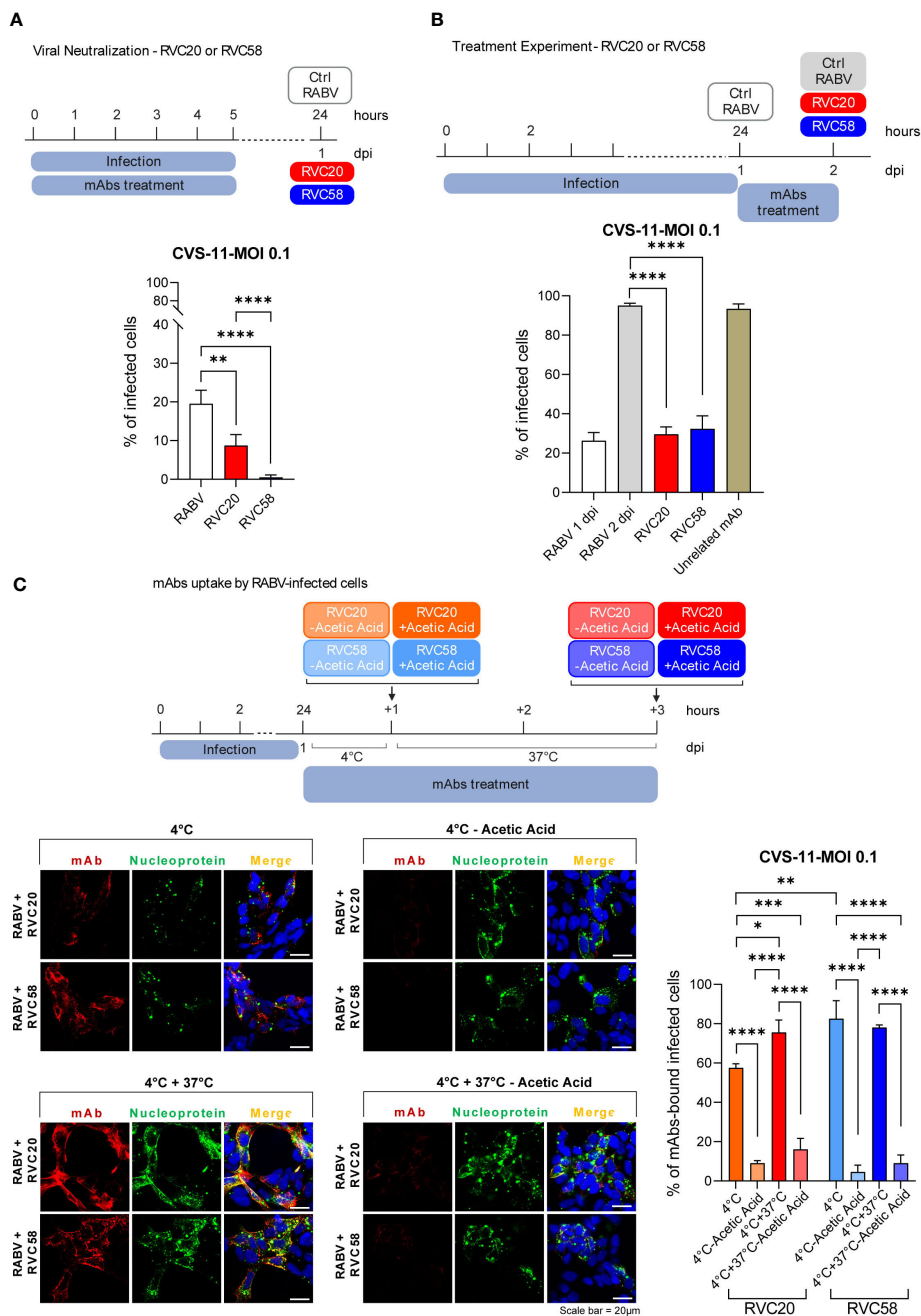 A
Viral Neutralization - RVC20 or RVC58
Ctrl
RABV
0 1 2 3 4 5 24 hours
1 dpi
Infection
mAbs treatment
RVC20
RVC58
CVS-11-MOI 0.1
% of infected cells
100
80
40
30
20
10
0
****
****
**
RABV
RVC20
RVC58
B
Treatment Experiment- RVC20 or RVC58
Ctrl
RABV
Ctrl
RABV
RVC20
RVC58
0 2 24 hours
1 2 dpi
Infection
mAbs
treatment
CVS-11-MOI 0.1
% of infected cells
100
80
60
40
20
0
****
****
RABV 1 dpi
RABV 2 dpi
RVC20
RVC58
Unrelated mAb
C
mAbs uptake by RABV-infected cells
RVC20
-Acetic Acid
RVC20
+Acetic Acid
RVC58
-Acetic Acid
RVC58
+Acetic Acid
RVC20
-Acetic Acid
RVC20
+Acetic Acid
RVC58
-Acetic Acid
RVC58
+Acetic Acid
0 2 24 +1 +2 +3 hours
Infection 1 4°C 37°C dpi
mAbs treatment
4°C
mAb Nucleoprotein Merge
RABV +
RVC20
RABV +
RVC58
4°C - Acetic Acid
mAb Nucleoprotein Merge
RABV +
RVC20
RABV +
RVC58
4°C + 37°C
mAb Nucleoprotein Merge
RABV +
RVC20
RABV +
RVC58
4°C + 37°C - Acetic Acid
mAb Nucleoprotein Merge
RABV +
RVC20
RABV +
RVC58
Scale bar = 20µm
CVS-11-MOI 0.1
% of mAbs-bound infected cells
100
80
60
40
20
0
**
*** ****
* ****
**** ****
**** ****
****
4°C
4°C-Acetic Acid
4°C+37°C
4°C+37°C-Acetic Acid
4°C
4°C-Acetic Acid
4°C+37°C
4°C+37°C-Acetic Acid
RVC20 RVC58